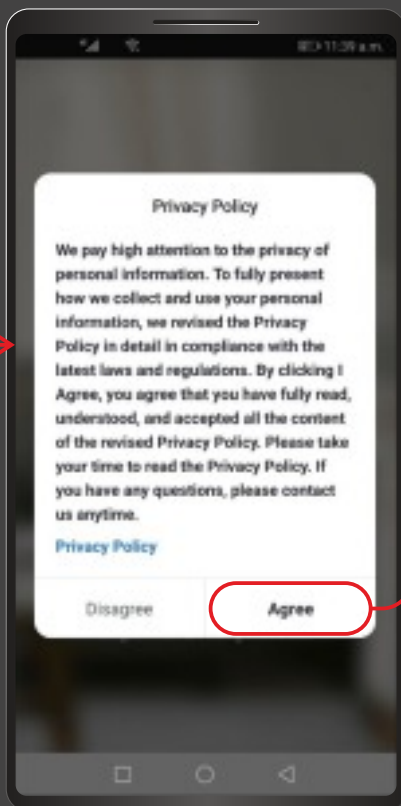 11:39 a.m.
Privacy Policy
We pay high attention to the privacy of
personal information. To fully present
how we collect and use your personal
information, we revised the Privacy
Policy in detail in compliance with the
latest laws and regulations. By clicking I
Agree, you agree that you have fully read,
understood, and accepted all the content
of the revised Privacy Policy. Please take
your time to read the Privacy Policy. If
you have any questions, please contact
us anytime.
Privacy Policy
Disagree Agree